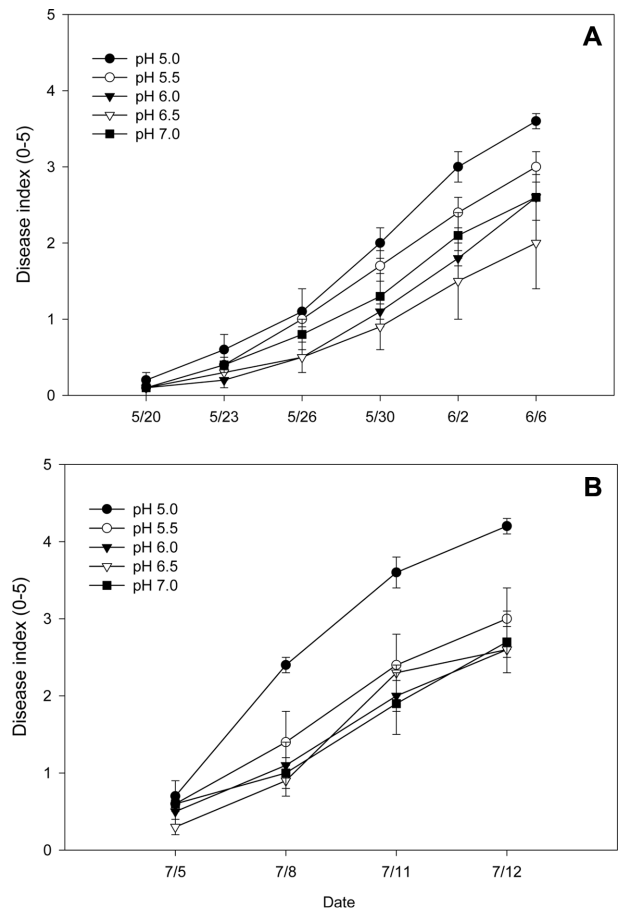 A
pH 5.0
pH 5.5
pH 6.0
pH 6.5
pH 7.0
Disease index (0-5)
5
4
3
2
1
0
5/20 5/23 5/26 5/30 6/2 6/6
B
pH 5.0
pH 5.5
pH 6.0
pH 6.5
pH 7.0
Disease index (0-5)
5
4
3
2
1
0
7/5 7/8 7/11 7/12
Date